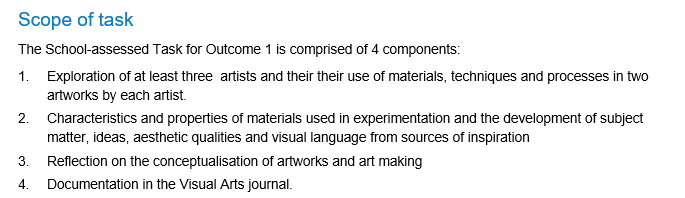 Scope of task
The School-assessed Task for Outcome 1 is comprised of 4 components:
1. Exploration of at least three artists and their their use of materials, techniques and processes in two
artworks by each artist.
2. Characteristics and properties of materials used in experimentation and the development of subject
matter, ideas, aesthetic qualities and visual language from sources of inspiration
3. Reflection on the conceptualisation of artworks and art making
4. Documentation in the Visual Arts journal.